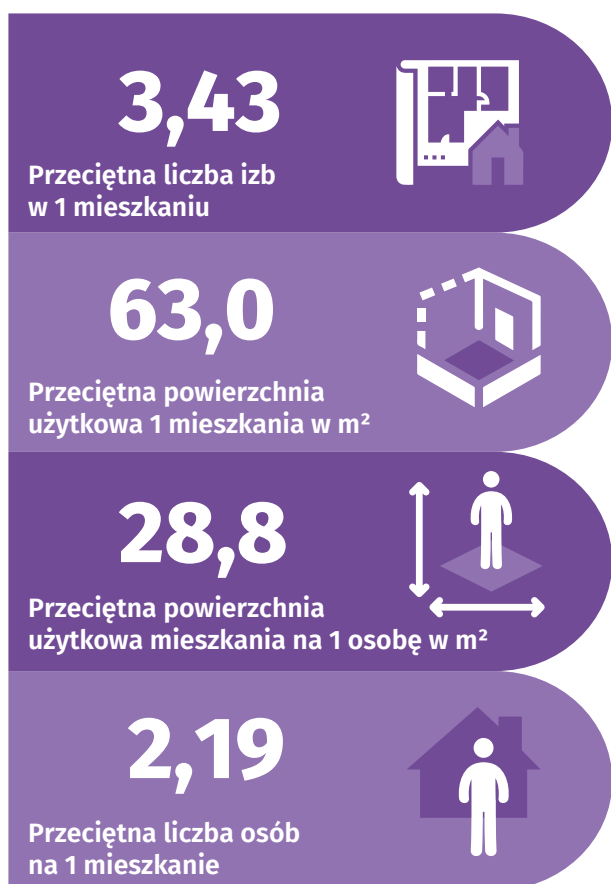 3,43
Przeciętna liczba izb
w 1 mieszkaniu
63,0
Przeciętna powierzchnia
użytkowa 1 mieszkania w m²
28,8
Przeciętna powierzchnia
użytkowa mieszkania na 1 osobę w m²
2,19
Przeciętna liczba osób
na 1 mieszkanie